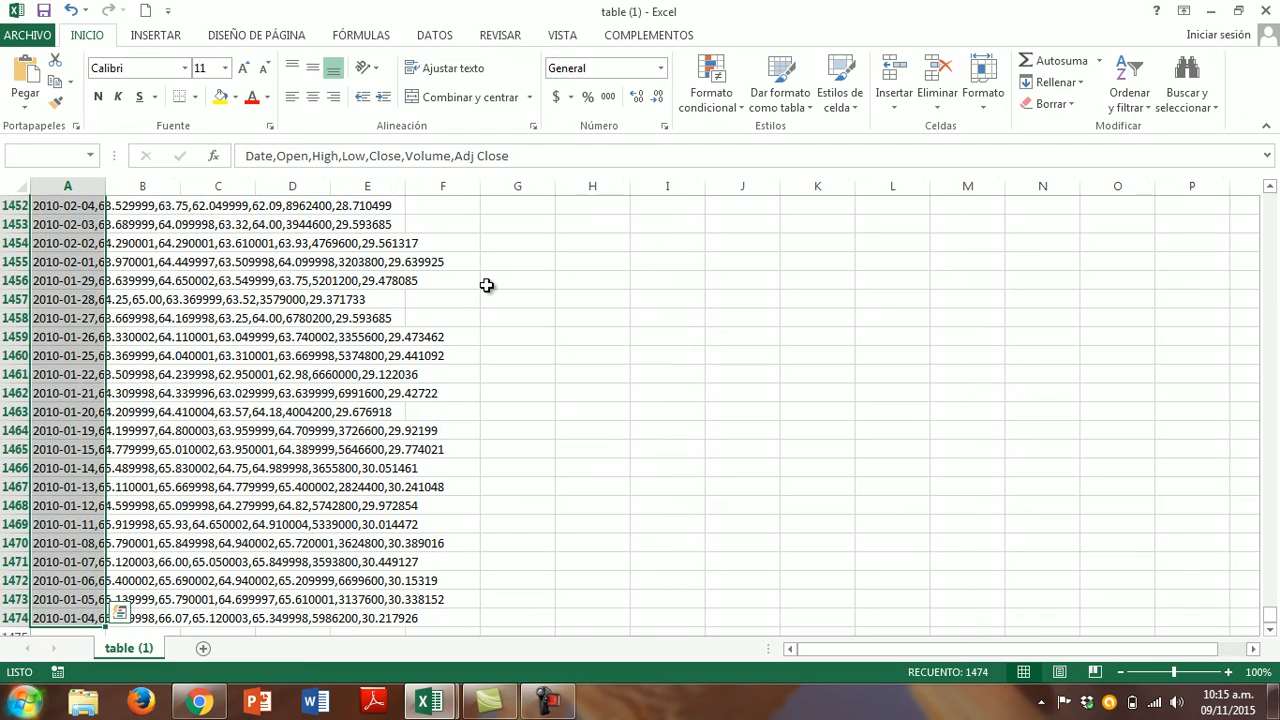 table (1) - Excel
ARCHIVO INICIO INSERTAR DISEÑO DE PÁGINA FÓRMULAS DATOS REVISAR VISTA COMPLEMENTOS Iniciar sesión
Pegar
Calibri 11
N K S
Ajustar texto
Combinar y centrar
General
$ % 000
Formato condicional
Dar formato como tabla
Estilos de celda
Insertar Eliminar Formato
Autosuma
Rellenar
Borrar
Ordenar y filtrar
Buscar y seleccionar
Portapapeles Fuente Alineación Número Estilos Celdas Modificar
Date,Open,High,Low,Close,Volume,Adj Close
A B C D E F G H I J K L M N O P
1452 2010-02-04,63.529999,63.75,62.049999,62.09,8962400,28.710499
1453 2010-02-03,63.689999,64.099998,63.32,64.00,3944600,29.593685
1454 2010-02-02,64.290001,64.290001,63.610001,63.93,4769600,29.561317
1455 2010-02-01,63.970001,64.449997,63.509998,64.099998,3203800,29.639925
1456 2010-01-29,63.639999,64.650002,63.549999,63.75,5201200,29.478085
1457 2010-01-28,64.25,65.00,63.369999,63.52,3579000,29.371733
1458 2010-01-27,63.669998,64.169998,63.25,64.00,6780200,29.593685
1459 2010-01-26,63.330002,64.110001,63.049999,63.740002,3355600,29.473462
1460 2010-01-25,63.369999,64.040001,63.310001,63.669998,5374800,29.441092
1461 2010-01-22,63.509998,64.239998,62.950001,62.98,6660000,29.122036
1462 2010-01-21,64.309998,64.339996,63.029999,63.639999,6991600,29.42722
1463 2010-01-20,64.209999,64.410004,63.57,64.18,4004200,29.676918
1464 2010-01-19,64.199997,64.800003,63.959999,64.709999,3726600,29.92199
1465 2010-01-15,64.779999,65.010002,63.950001,64.389999,5646600,29.774021
1466 2010-01-14,65.489998,65.830002,64.75,64.989998,3655800,30.051461
1467 2010-01-13,65.110001,65.669998,64.779999,65.400002,2824400,30.241048
1468 2010-01-12,64.599998,65.099998,64.279999,64.82,5742800,29.972854
1469 2010-01-11,65.919998,65.93,64.650002,64.910004,5339000,30.014472
1470 2010-01-08,65.790001,65.849998,64.940002,65.720001,3624800,30.389016
1471 2010-01-07,65.120003,66.00,65.050003,65.849998,3593800,30.449127
1472 2010-01-06,65.400002,65.690002,64.940002,65.209999,6699600,30.15319
1473 2010-01-05,65.139999,65.790001,64.699997,65.610001,3137600,30.338152
1474 2010-01-04, 9998,66.07,65.120003,65.349998,5986200,30.217926
table (1)
LISTO RECUENTO: 1474 100%
10:15 a.m.
09/11/2015